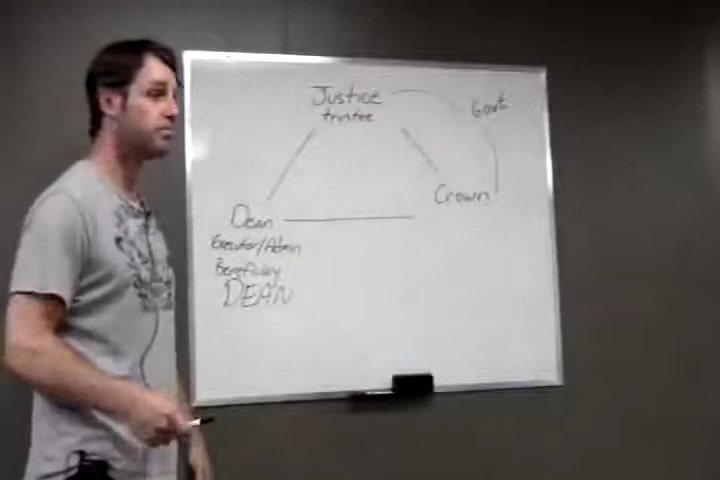 Justice
trustee
Govt
Crown
Dean
Executor/Admin
Beneficiary
DEAN